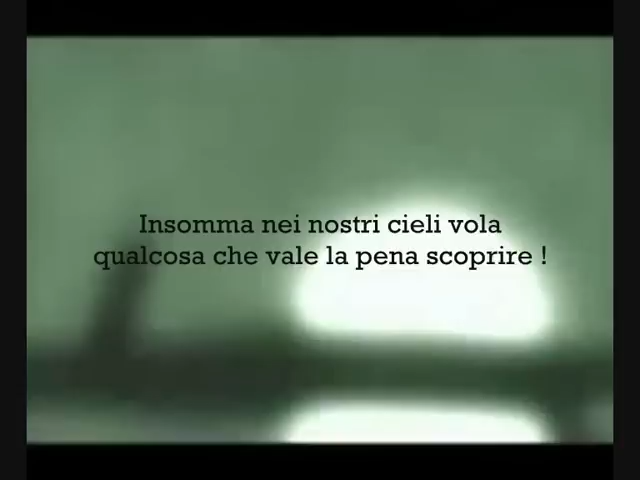 Insomma nei nostri cieli vola
qualcosa che vale la pena scoprire !